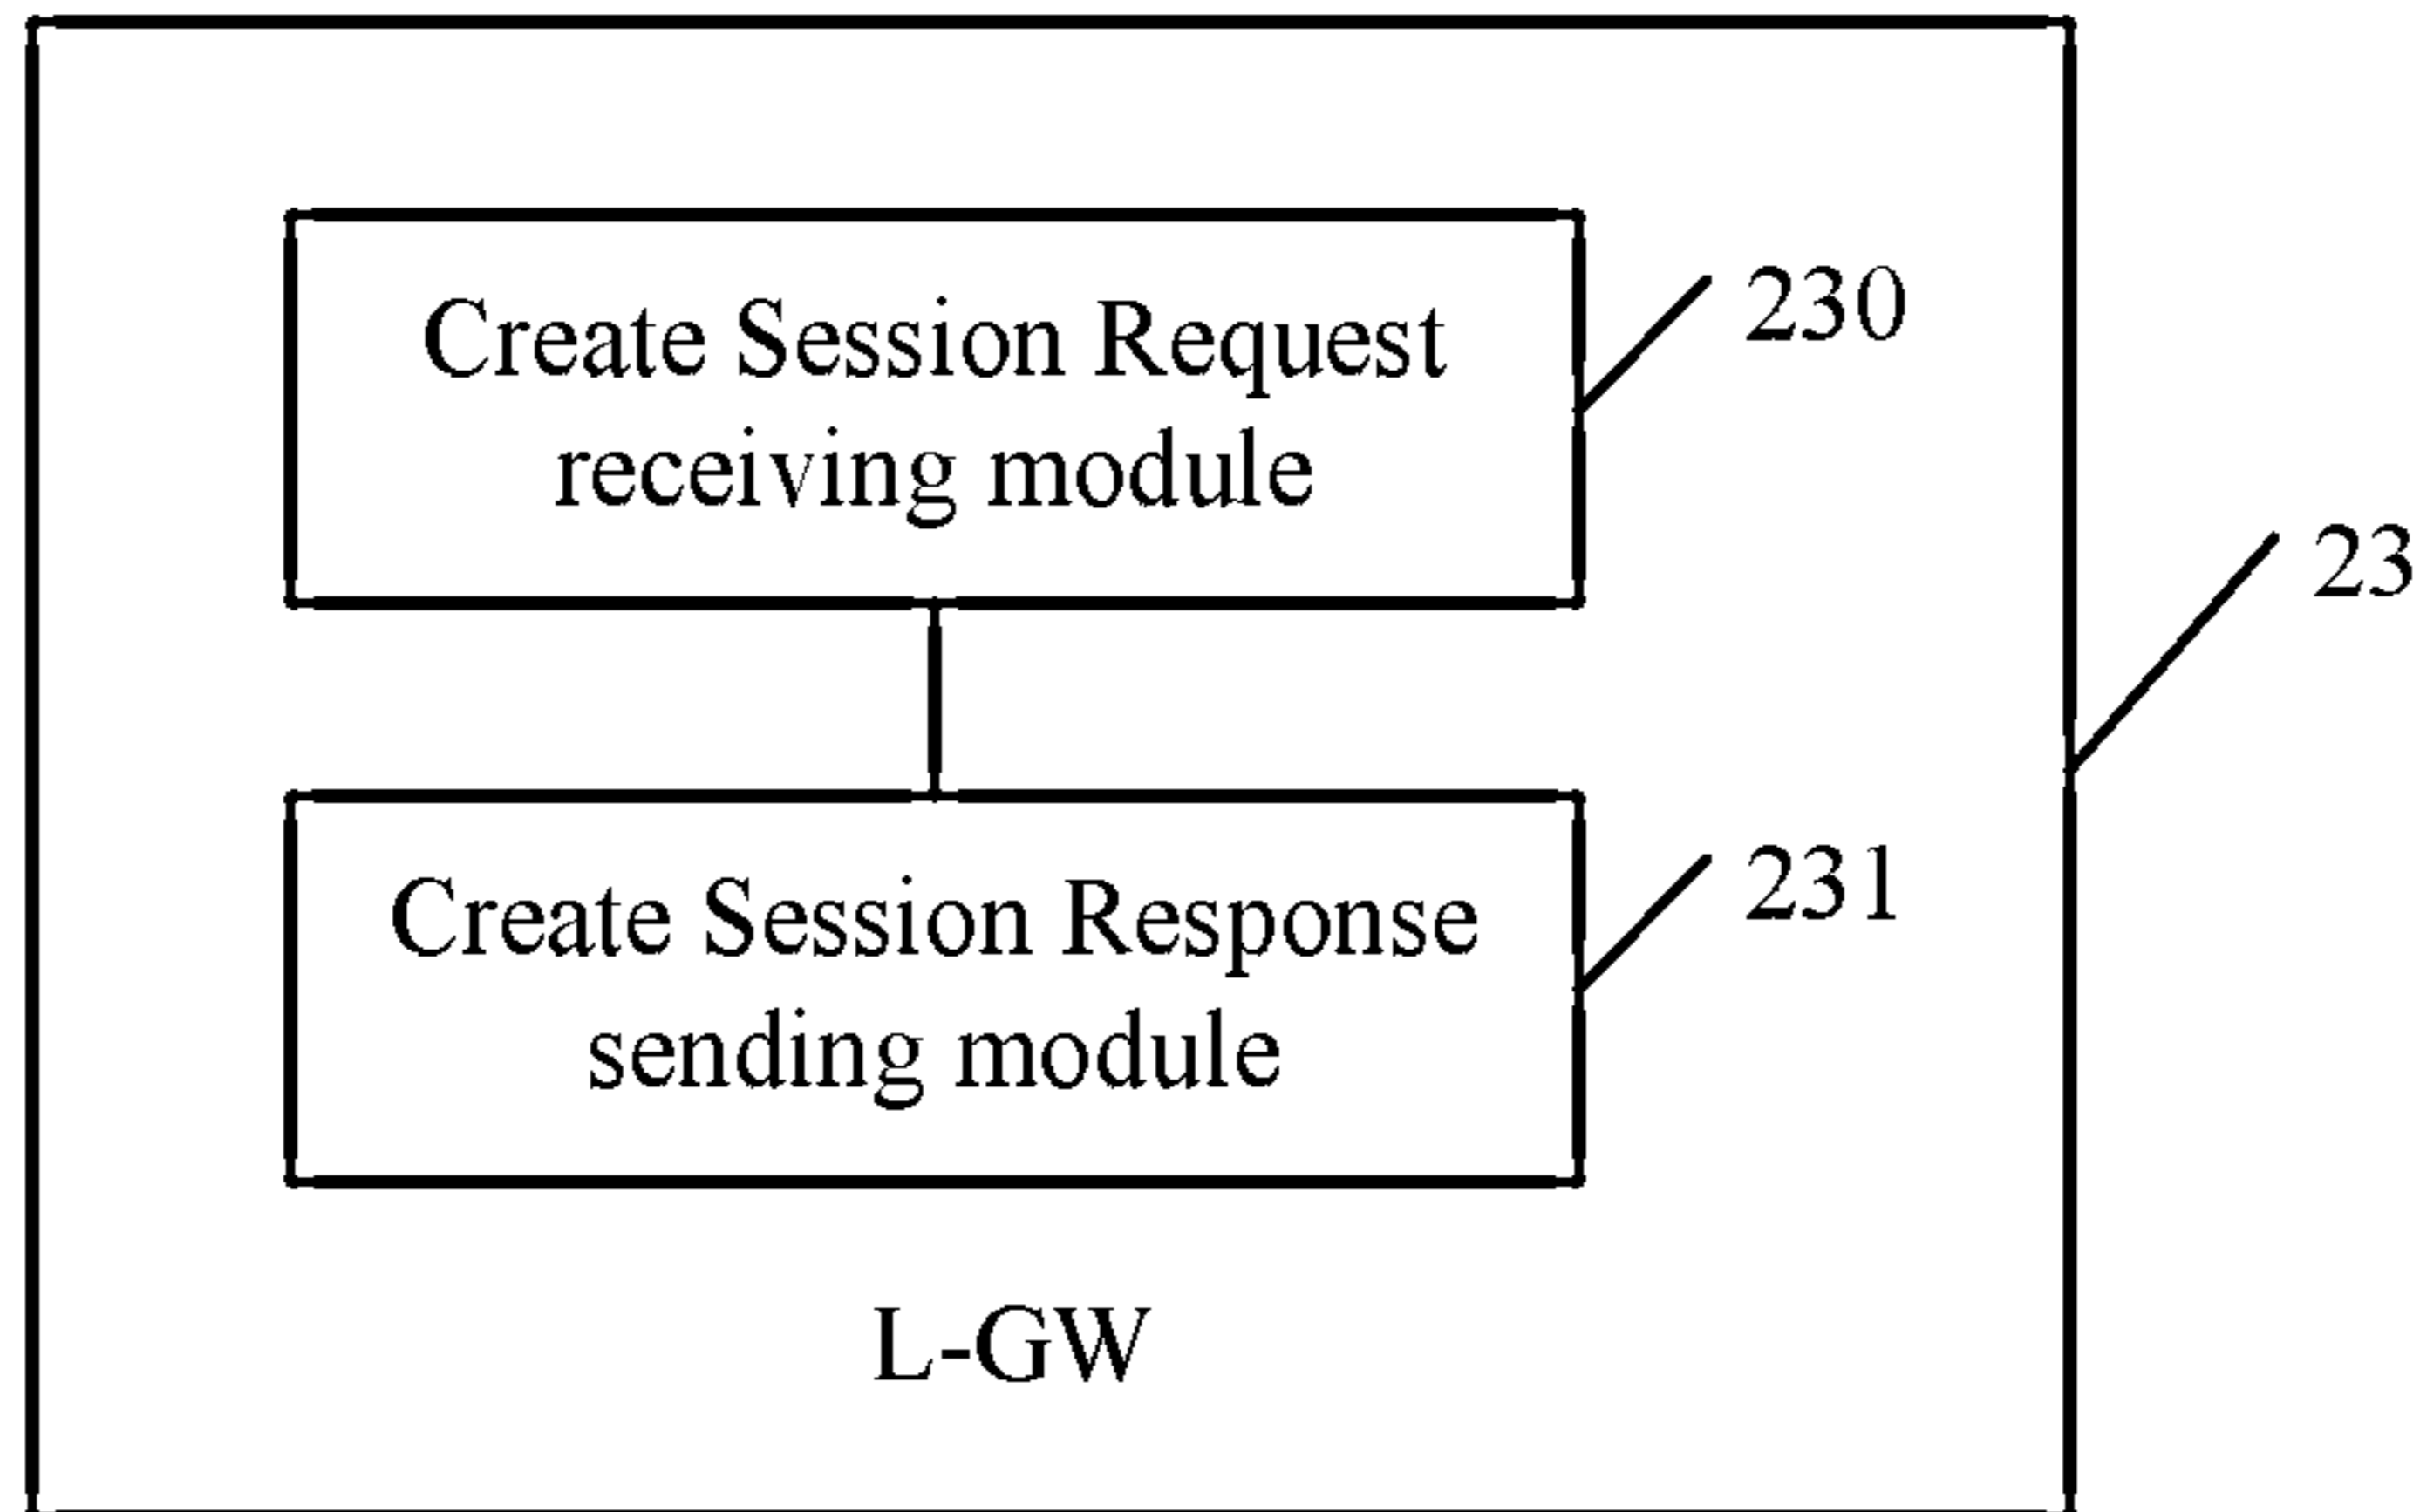 Create Session Request
receiving module
230
23
Create Session Response
sending module
231
L-GW